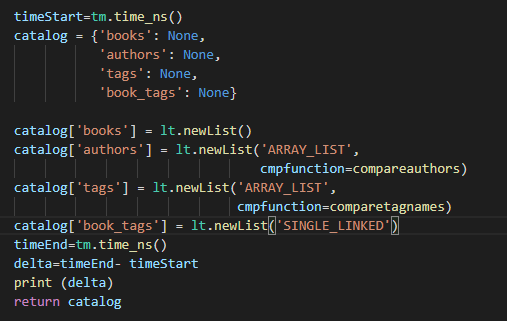 timeStart=tm.time_ns()
catalog = {'books': None,
'authors': None,
'tags': None,
'book_tags': None}
catalog['books'] = lt.newList()
catalog['authors'] = lt.newList('ARRAY_LIST',
cmpfunction=compareauthors)
catalog['tags'] = lt.newList('ARRAY_LIST',
cmpfunction=comparetagnames)
catalog['book_tags'] = lt.newList('SINGLE_LINKED')
timeEnd=tm.time_ns()
delta=timeEnd- timeStart
print (delta)
return catalog